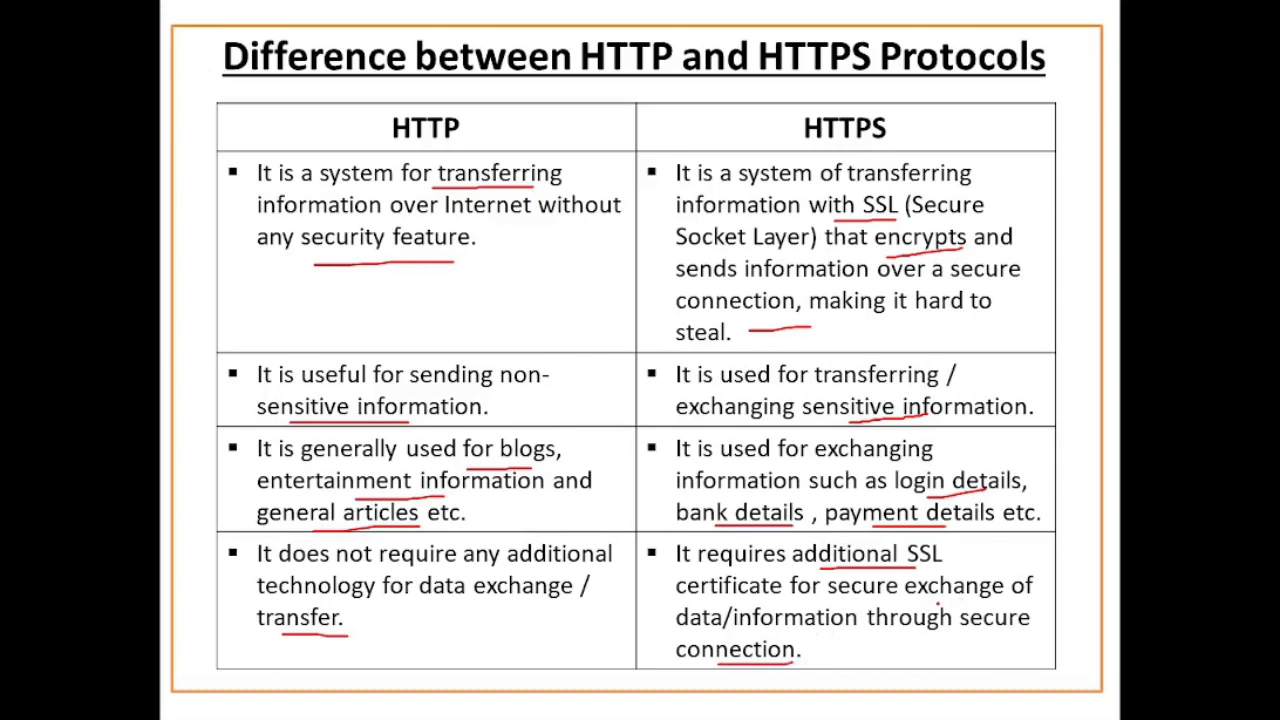 Difference between HTTP and HTTPS Protocols
HTTP
HTTPS
▪ It is a system for transferring
information over Internet without
any security feature.
▪ It is a system of transferring
information with SSL (Secure
Socket Layer) that encrypts and
sends information over a secure
connection, making it hard to
steal.
▪ It is useful for sending non-
sensitive information.
▪ It is used for transferring /
exchanging sensitive information.
▪ It is generally used for blogs,
entertainment information and
general articles etc.
▪ It is used for exchanging
information such as login details,
bank details , payment details etc.
▪ It does not require any additional
technology for data exchange /
transfer.
▪ It requires additional SSL
certificate for secure exchange of
data/information through secure
connection.